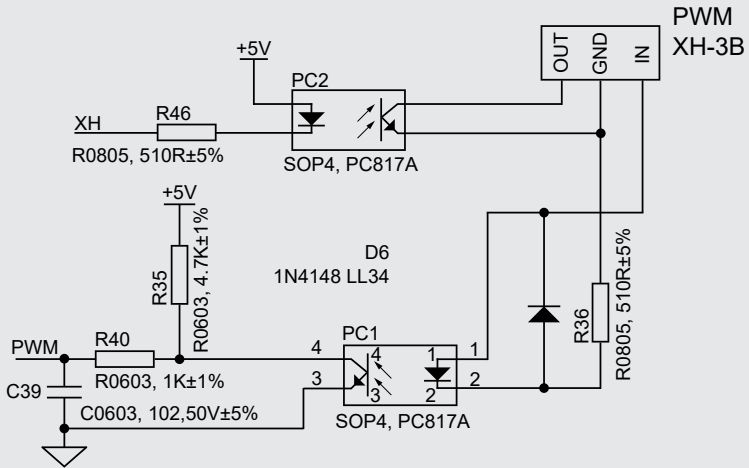 PWM
XH-3B
OUT
GND
IN
+5V
PC2
XH
R46
R0805, 510R±5%
SOP4, PC817A
+5V
R35
R0603, 4.7K±1%
D6
1N4148 LL34
R36
R0805, 510R±5%
PWM
R40
R0603, 1K±1%
C39
C0603, 102,50V±5%
PC1
4
3
4
3
1
2
1
2
SOP4, PC817A